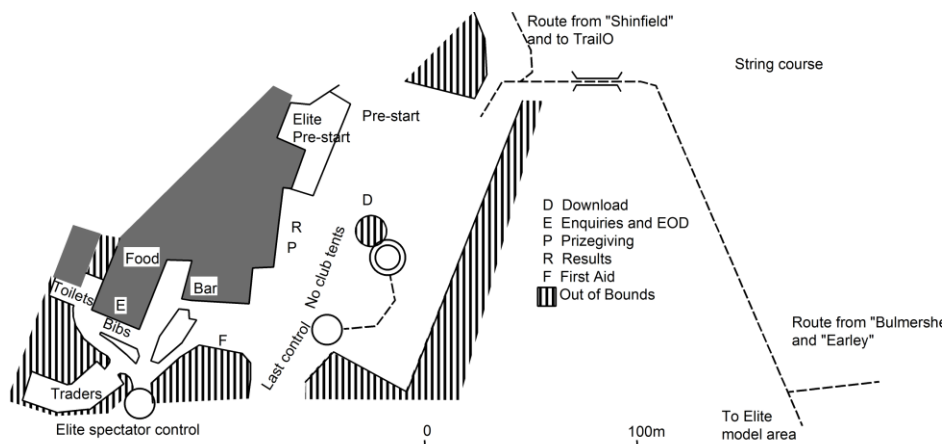 Route from "Shinfield"
and to TrailO
String course
Elite
Pre-start
Pre-start
D
R
P
No club tents
D Download
E Enquiries and EOD
P Prizegiving
R Results
F First Aid
Out of Bounds
Food
Toilets
E
Bar
Bibs
F
Last control
Traders
Elite spectator control
Route from "Bulmershe
and "Earley"
To Elite
model area
0
100m